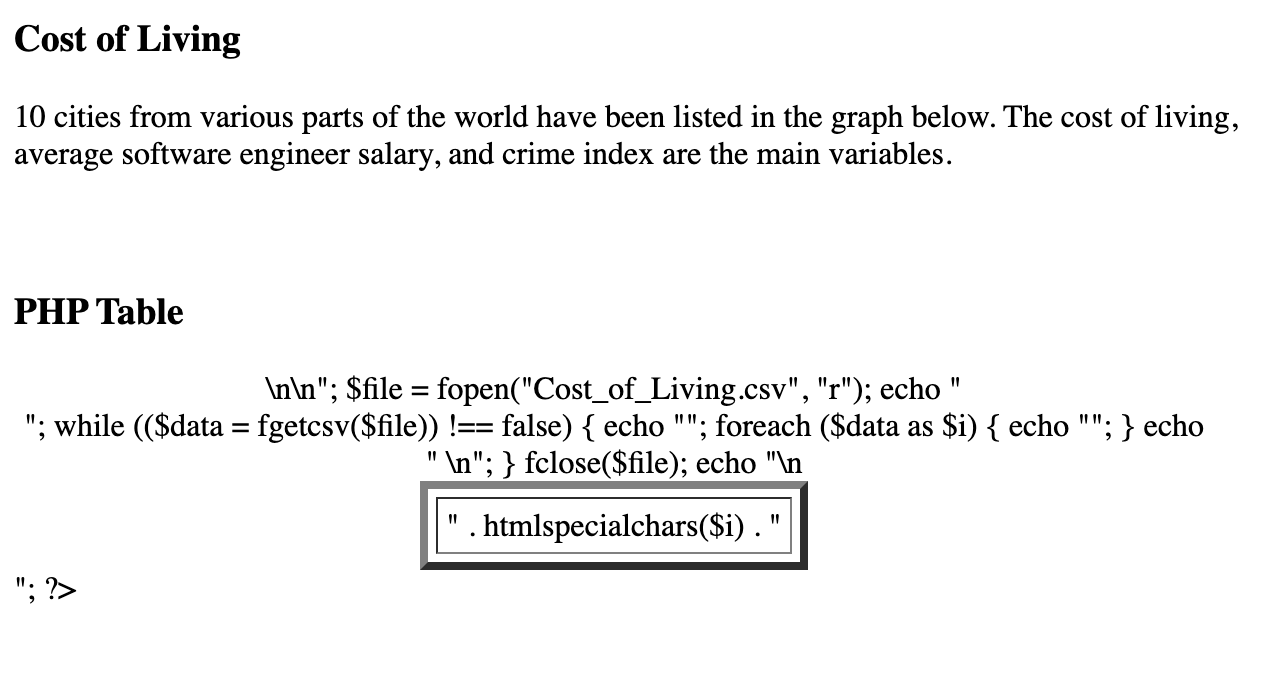 Cost of Living
10 cities from various parts of the world have been listed in the graph below. The cost of living,
average software engineer salary, and crime index are the main variables.
PHP Table
\n\n"; $file = fopen("Cost_of_Living.csv", "r"); echo "
"; while (($data = fgetcsv($file)) !== false) { echo ""; foreach ($data as $i) { echo ""; } echo
" \n"; } fclose($file); echo "\n
" . htmlspecialchars($i) . "
"; ?>